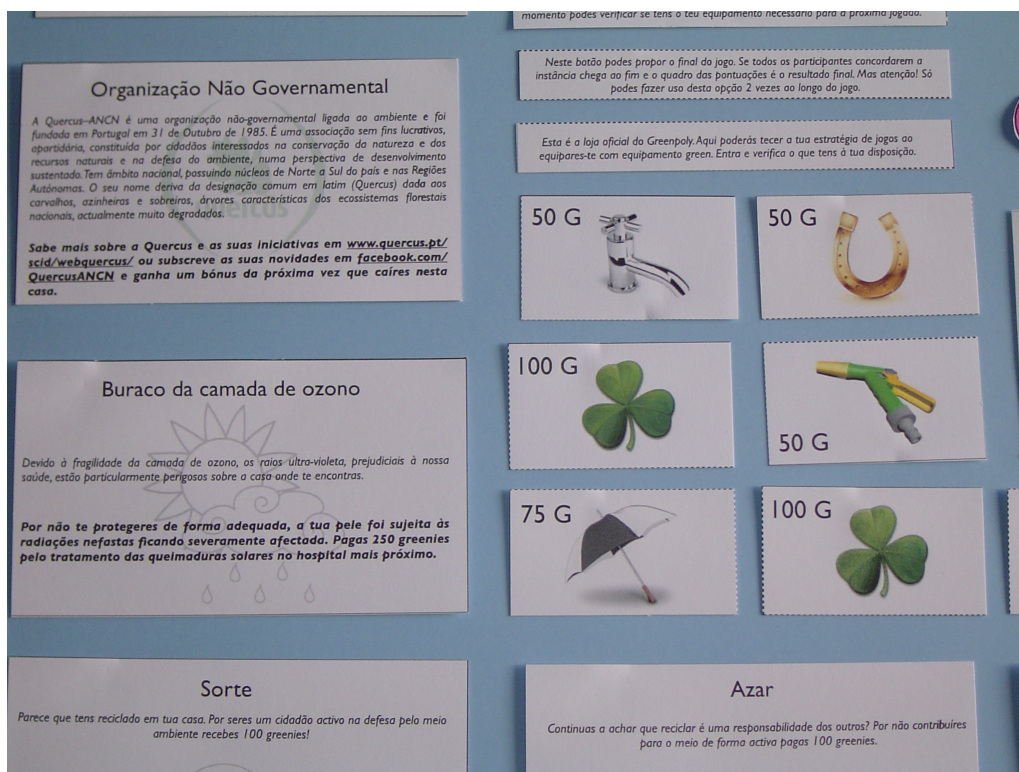 momento podes verificar se tens o teu equipamento necessário para a próxima jogada.
Neste botão podes propor o final do jogo. Se todos os participantes concordarem a
instância chega ao fim e o quadro das pontuações é o resultado final. Mas atenção! Só
podes fazer uso desta opção 2 vezes ao longo do jogo.
Esta é a loja oficial do Greenpoly. Aqui poderás tecer a tua estratégia de jogos ao
equipares-te com equipamento green. Entra e verifica o que tens à tua disposição.
Organização Não Governamental
A Quercus–ANCN é uma organização não-governamental ligada ao ambiente e foi
fundada em Portugal em 31 de Outubro de 1985. É uma associação sem fins lucrativos,
apartidária, constituída por cidadãos interessados na conservação da natureza e dos
recursos naturais e na defesa do ambiente, numa perspectiva de desenvolvimento
sustentado. Tem âmbito nacional, possuindo núcleos de Norte a Sul do país e nas Regiões
Autónomas. O seu nome deriva da designação comum em latim (Quercus) dada aos
carvalhos, azinheiras e sobreiros, árvores características dos ecossistemas florestais
nacionais, actualmente muito degradados.
Quercus
Sabe mais sobre a Quercus e as suas iniciativas em www.quercus.pt/
scid/webquercus/ ou subscreve as suas novidades em facebook.com/
QuercusANCN e ganha um bónus da próxima vez que caíres nesta
casa.
50 G
50 G
100 G
50 G
75 G
100 G
Buraco da camada de ozono
Devido à fragilidade da camada de ozono, os raios ultra-violeta, prejudiciais à nossa
saúde, estão particularmente perigosos sobre a casa onde te encontras.
Por não te protegeres de forma adequada, a tua pele foi sujeita às
radiações nefastas ficando severamente afectada. Pagas 250 greenies
pelo tratamento das queimaduras solares no hospital mais próximo.
Sorte
Parece que tens reciclado em tua casa. Por seres um cidadão activo na defesa pelo meio
ambiente recebes 100 greenies!
Azar
Continuas a achar que reciclar é uma responsabilidade dos outros? Por não contribuíres
para o meio de forma activa pagas 100 greenies.